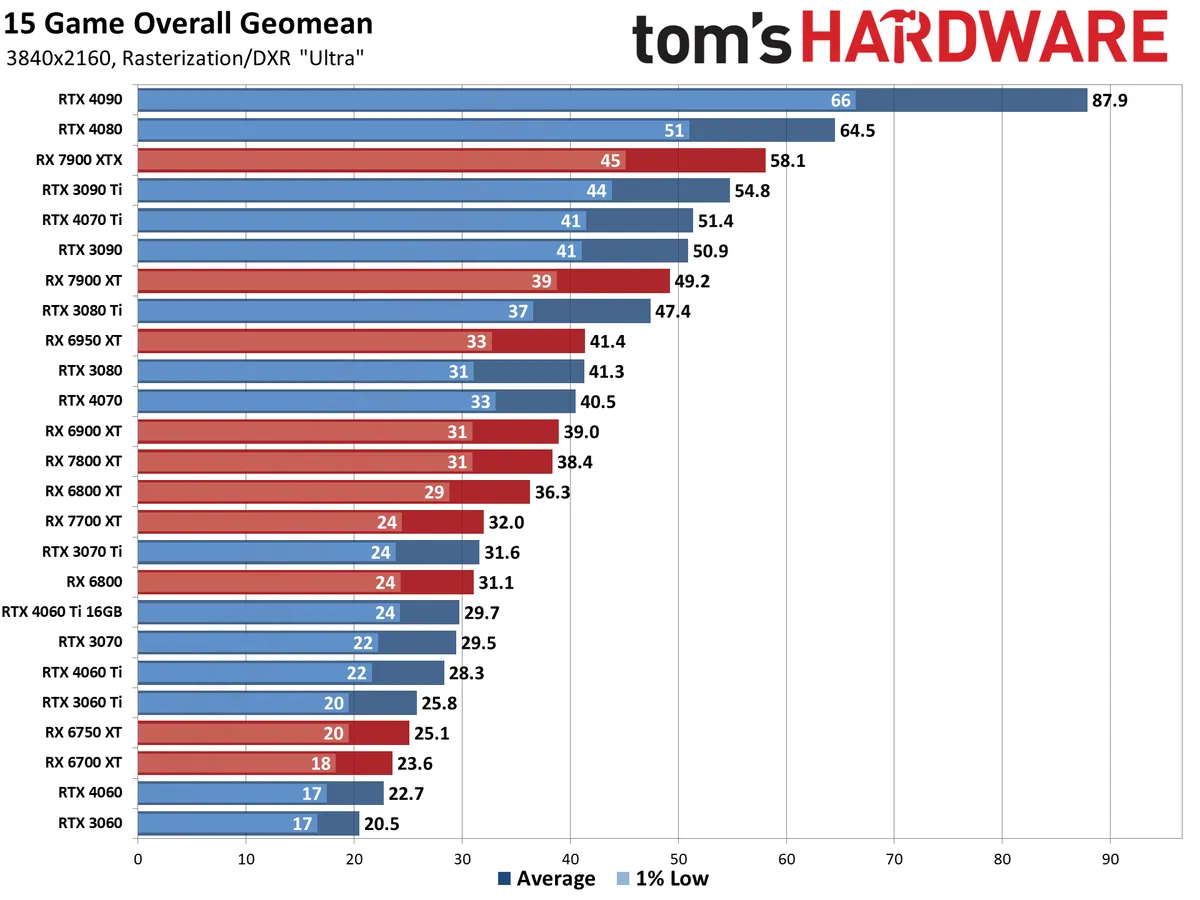 15 Game Overall Geomean
3840x2160, Rasterization/DXR "Ultra"
tom's HARDWARE
RTX 4090 66 87.9
RTX 4080 51 64.5
RX 7900 XTX 45 58.1
RTX 3090 Ti 44 54.8
RTX 4070 Ti 41 51.4
RTX 3090 41 50.9
RX 7900 XT 39 49.2
RTX 3080 Ti 37 47.4
RX 6950 XT 33 41.4
RTX 3080 31 41.3
RTX 4070 33 40.5
RX 6900 XT 31 39.0
RX 7800 XT 31 38.4
RX 6800 XT 29 36.3
RX 7700 XT 24 32.0
RTX 3070 Ti 24 31.6
RX 6800 24 31.1
RTX 4060 Ti 16GB 24 29.7
RTX 3070 22 29.5
RTX 4060 Ti 22 28.3
RTX 3060 Ti 20 25.8
RX 6750 XT 20 25.1
RX 6700 XT 18 23.6
RTX 4060 17 22.7
RTX 3060 17 20.5
0 10 20 30 40 50 60 70 80 90
Average 1% Low